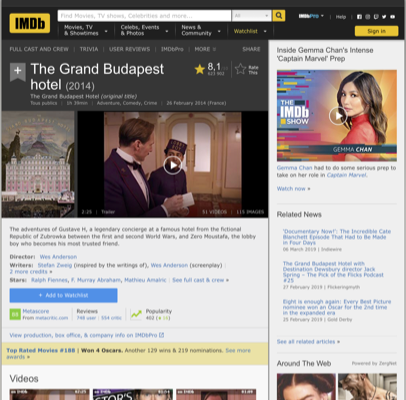 IMDb
Find Movies, TV shows, Celebrities and more...
All
IMDbPro
Help
Movies, TV
& Showtimes
Celebs, Events
& Photos
News &
Community
Watchlist
Sign in
FULL CAST AND CREW | TRIVIA | USER REVIEWS | IMDbPro | MORE
SHARE
The Grand Budapest
hotel (2014)
8,1
Rate
This
The Grand Budapest Hotel (original title)
Tous publics | 1h 39min | Adventure, Comedy, Crime | 26 February 2014 (France)
2:25 | Trailer
51 VIDEOS | 115 IMAGES
The adventures of Gustave H, a legendary concierge at a famous hotel from the fictional
Republic of Zubrowka between the first and second World Wars, and Zero Moustafa, the lobby
boy who becomes his most trusted friend.
Director: Wes Anderson
Writers: Stefan Zweig (inspired by the writings of), Wes Anderson (screenplay) |
2 more credits »
Stars: Ralph Fiennes, F. Murray Abraham, Mathieu Amalric | See full cast & crew »
+ Add to Watchlist
Metascore
From metacritic.com
Reviews
Popularity
View production, box office, & company info on IMDbPro
Top Rated Movies #188 | Won 4 Oscars. Another 129 wins & 219 nominations. See more
awards »
Videos
Inside Gemma Chan's Intense
'Captain Marvel' Prep
THE
IMDb
SHOW
GEMMA CHAN
Gemma Chan had to do some serious prep to
take on her role in Captain Marvel.
Watch now »
Related News
'Documentary Now!': The Incredible Cate
Blanchett Episode That Had to Be Made
in Four Days
06 March 2019 | Indiewire
The Grand Budapest Hotel with
Destination Dewsbury director Jack
Spring – The Pick of the Flicks Podcast
#25
27 February 2019 | Flickeringmyth
Eight is enough again: Every Best Picture
nominee won an Oscar for the 2nd time
in the expanded era
25 February 2019 | Gold Derby
See all related articles »
Around The Web
Powered by ZergNet